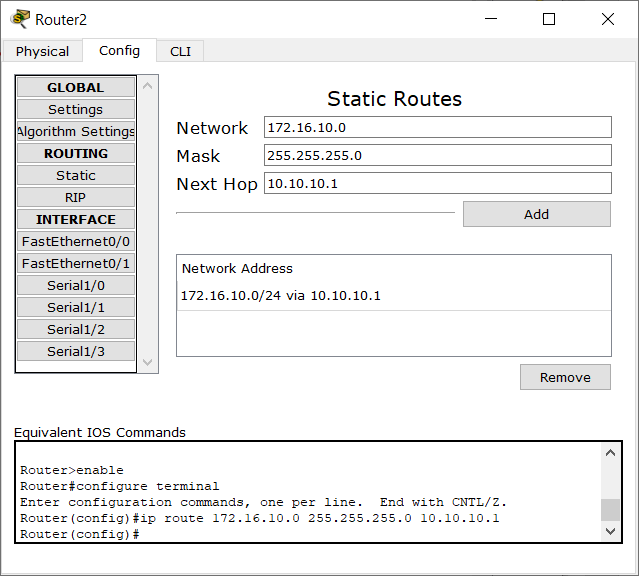 Router2
Physical Config CLI
GLOBAL
Settings
Algorithm Settings
ROUTING
Static
RIP
INTERFACE
FastEthernet0/0
FastEthernet0/1
Serial1/0
Serial1/1
Serial1/2
Serial1/3
Static Routes
Network 172.16.10.0
Mask 255.255.255.0
Next Hop 10.10.10.1
Add
Network Address
172.16.10.0/24 via 10.10.10.1
Remove
Equivalent IOS Commands
Router>enable
Router#configure terminal
Enter configuration commands, one per line.  End with CNTL/Z.
Router(config)#ip route 172.16.10.0 255.255.255.0 10.10.10.1
Router(config)#